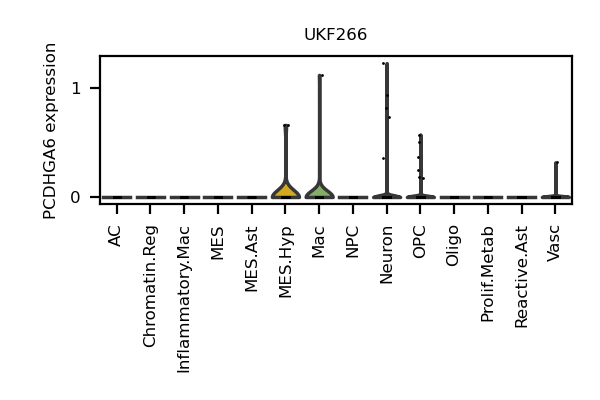 UKF266
PCDHGA6 expression
1
0
AC
Chromatin.Reg
Inflammatory.Mac
MES
MES.Ast
MES.Hyp
Mac
NPC
Neuron
OPC
Oligo
Prolif.Metab
Reactive.Ast
Vasc